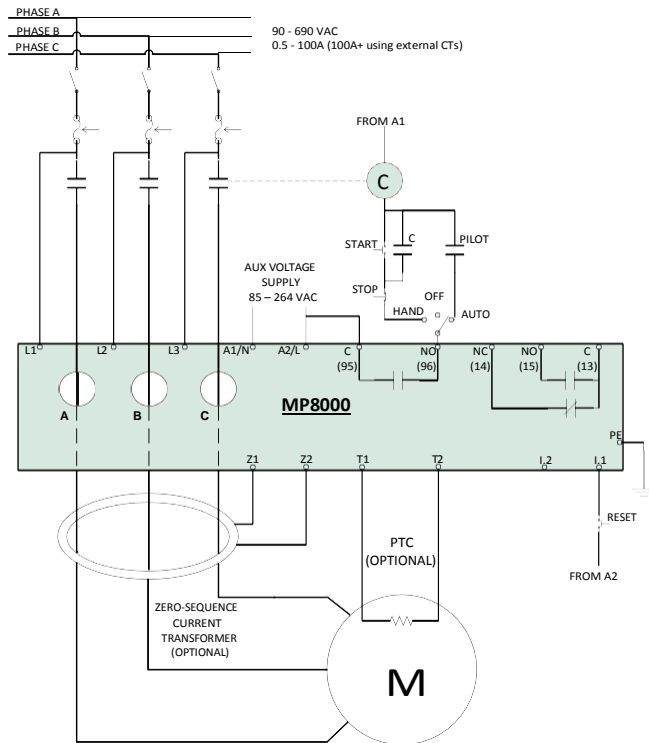 PHASE A
PHASE B
PHASE C
90 - 690 VAC
0.5 - 100A (100A+ using external CTs)
FROM A1
C
START
C
PILOT
STOP
OFF
HAND
AUTO
AUX VOLTAGE
SUPPLY
85 – 264 VAC
L1
L2
L3
A1/N
A2/L
C
(95)
NO
(96)
NC
(14)
NO
(15)
C
(13)
A
B
C
MP8000
PE
Z1
Z2
T1
T2
I.2
I.1
RESET
FROM A2
PTC
(OPTIONAL)
ZERO-SEQUENCE
CURRENT
TRANSFORMER
(OPTIONAL)
M